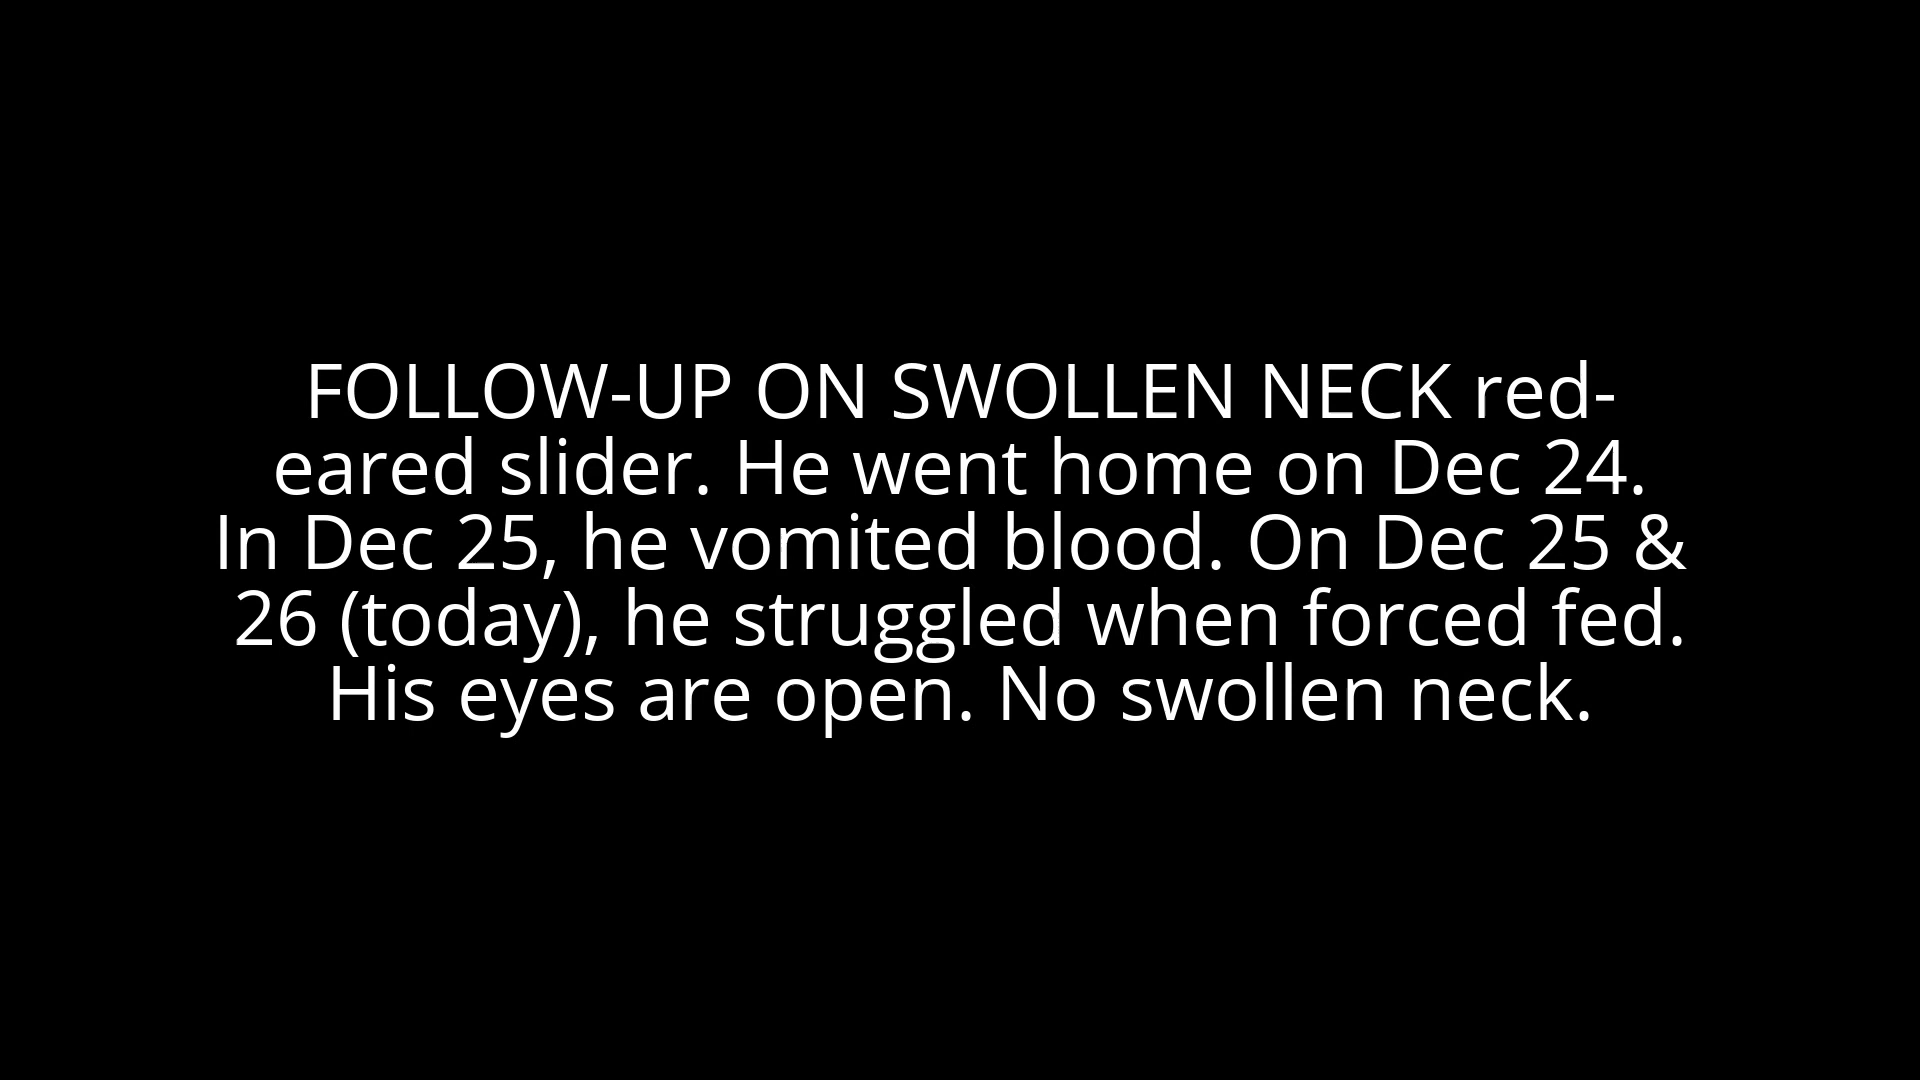 FOLLOW-UP ON SWOLLEN NECK red-
eared slider. He went home on Dec 24.
In Dec 25, he vomited blood. On Dec 25 &
26 (today), he struggled when forced fed.
His eyes are open. No swollen neck.